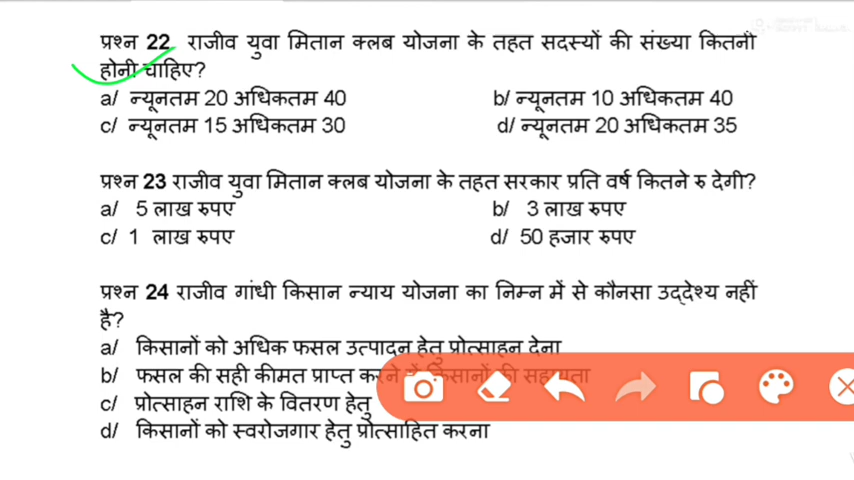 प्रश्न 22 राजीव युवा मितान क्लब योजना के तहत सदस्यों की संख्या कितनी
होनी चाहिए?
a/ न्यूनतम 20 अधिकतम 40 b/ न्यूनतम 10 अधिकतम 40
c/ न्यूनतम 15 अधिकतम 30 d/ न्यूनतम 20 अधिकतम 35
प्रश्न 23 राजीव युवा मितान क्लब योजना के तहत सरकार प्रति वर्ष कितने रु देगी?
a/ 5 लाख रुपए b/ 3 लाख रुपए
c/ 1 लाख रुपए d/ 50 हजार रुपए
प्रश्न 24 राजीव गांधी किसान न्याय योजना का निम्न में से कौनसा उद्देश्य नहीं
है?
a/ किसानों को अधिक फसल उत्पादन हेतु प्रोत्साहन देना
b/ फसल की सही कीमत प्राप्त करने में किसानों की सहायता
c/ प्रोत्साहन राशि के वितरण हेतु
d/ किसानों को स्वरोजगार हेतु प्रोत्साहित करना